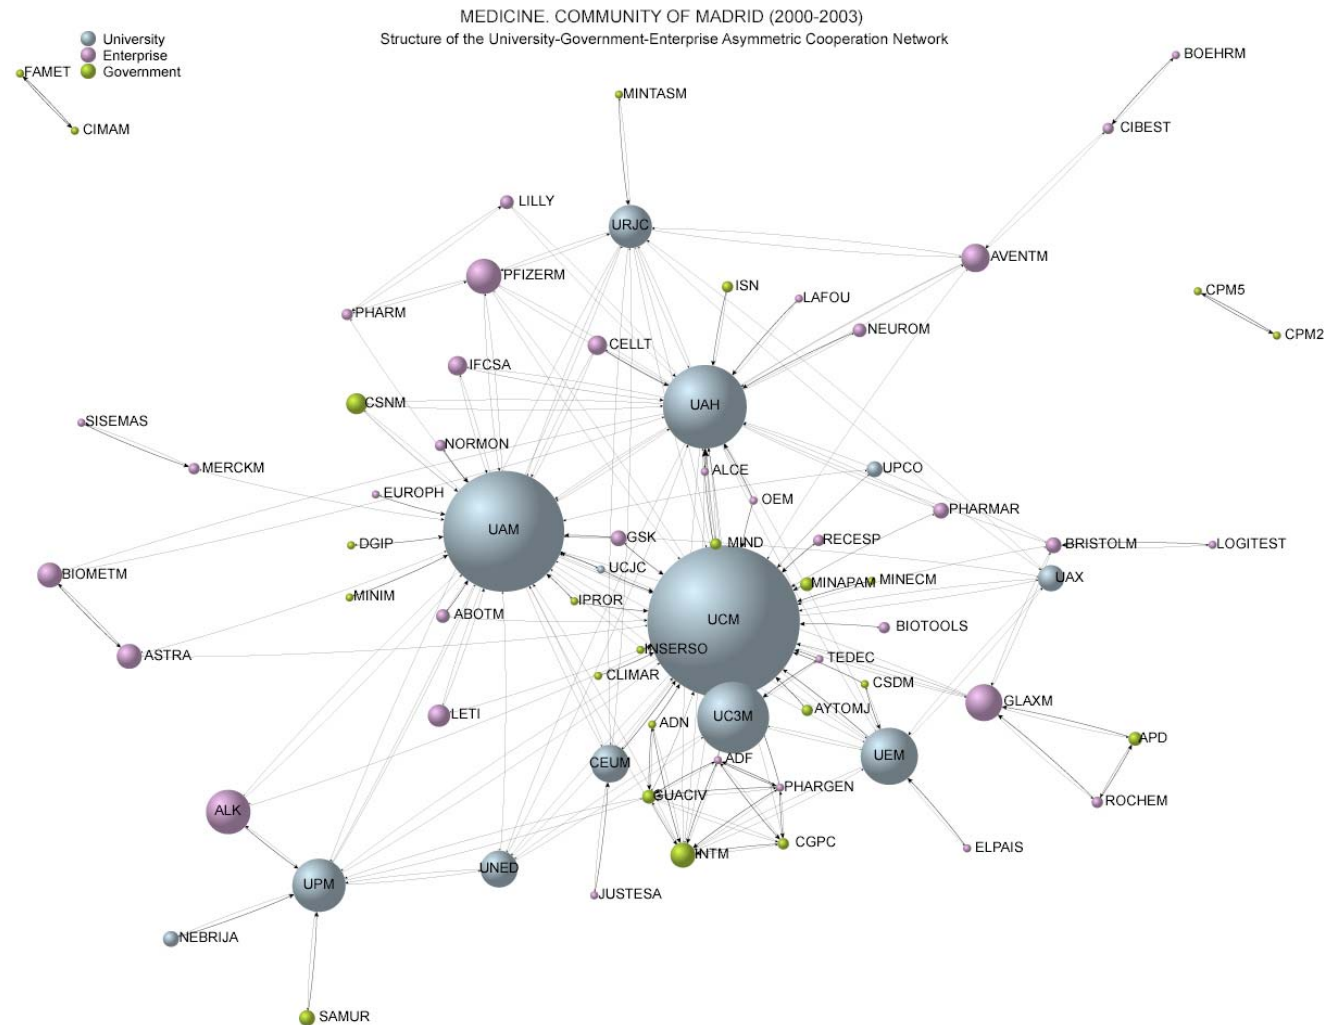 MEDICINE. COMMUNITY OF MADRID (2000-2003)
Structure of the University-Government-Enterprise Asymmetric Cooperation Network
University
Enterprise
Government
FAMET
CIMAM
BOEHRM
CIBEST
MINTASM
LILLY
URJC
AVENTM
PFIZERM
ISN
LAFOU
CPM5
PHARM
NEUROM
CPM2
CELLT
IFCSA
CSNM
UAH
SISEMAS
NORMON
MERCKM
ALCE
UPCO
EUROPH
OEM
PHARMAR
UAM
GSK
MIND
RECESP
DGIP
BRISTOLM
LOGITEST
BIOMETM
UCJC
MINAPAM
MINECM
UAX
MINIM
IPROR
ABOTM
UCM
BIOTOOLS
ASTRA
INSERSO
TEDEC
CLIMAR
CSDM
GLAXM
LETI
UC3M
AYTOMJ
ADN
APD
CEUM
ADF
UEM
PHARGEN
GUACIV
ROCHEM
ALK
CGPC
ELPAIS
INTM
UNED
UPM
JUSTESA
NEBRIJA
SAMUR